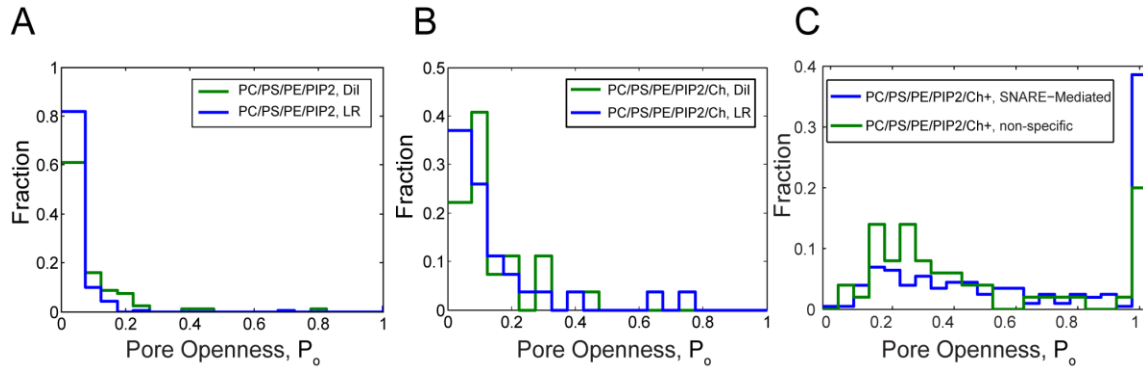 A
1
0.8
0.6
0.4
0.2
0
0 0.2 0.4 0.6 0.8 1
Fraction
Pore Openness, Po
PC/PS/PE/PIP2, DiI
PC/PS/PE/PIP2, LR
B
0.5
0.4
0.3
0.2
0.1
0
0 0.2 0.4 0.6 0.8 1
Fraction
Pore Openness, Po
PC/PS/PE/PIP2/Ch, DiI
PC/PS/PE/PIP2/Ch, LR
C
0.4
0.3
0.2
0.1
0
0 0.2 0.4 0.6 0.8 1
Fraction
Pore Openness, Po
PC/PS/PE/PIP2/Ch+, SNARE-Mediated
PC/PS/PE/PIP2/Ch+, non-specific